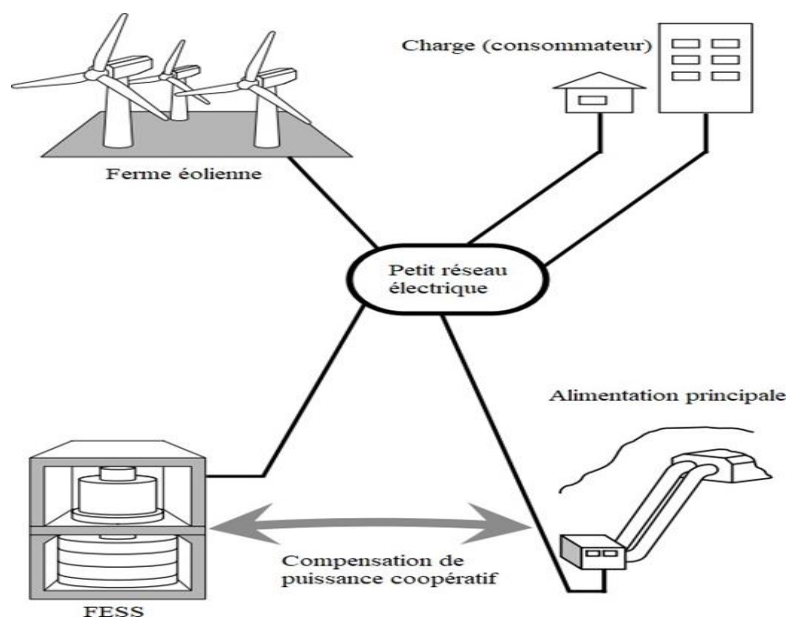 Charge (consommateur)
Ferme éolienne
Petit réseau
électrique
Alimentation principale
Compensation de
puissance coopératif
FESS